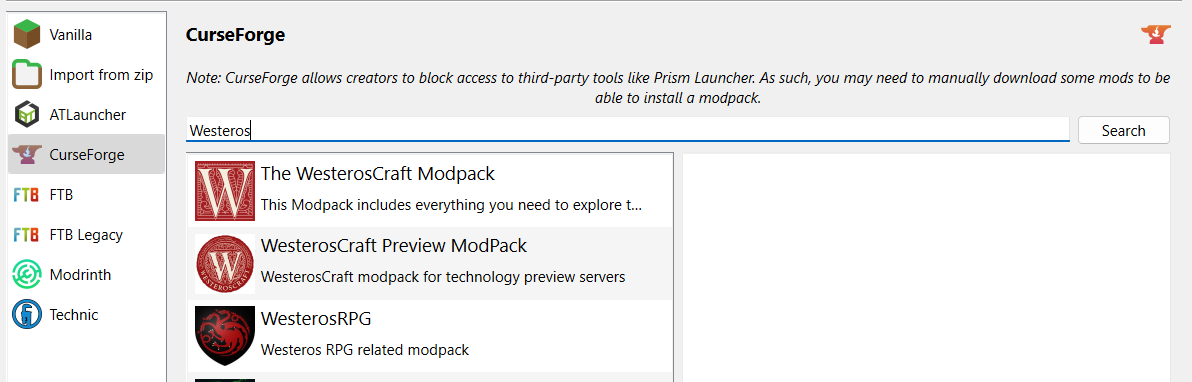 Vanilla
Import from zip
ATLauncher
CurseForge
FTB
FTB
FTB
FTB Legacy
Modrinth
Technic
CurseForge
Note: CurseForge allows creators to block access to third-party tools like Prism Launcher. As such, you may need to manually download some mods to be
able to install a modpack.
Westeros
Search
W
The WesterosCraft Modpack
This Modpack includes everything you need to explore t...
W
WESTEROSCRAFT
WesterosCraft Preview ModPack
WesterosCraft modpack for technology preview servers
WesterosRPG
Westeros RPG related modpack